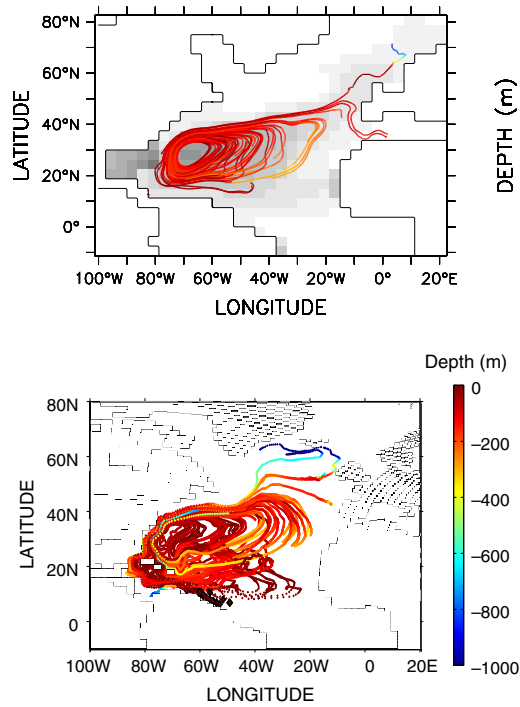 80°N
60°N
40°N
20°N
0°
LATITUDE
DEPTH (m)
100°W 80°W 60°W 40°W 20°W 0°W 20°E
LONGITUDE
Depth (m)
80N
60N
40N
20N
0
LATITUDE
100W 80W 60W 40W 20W 0 20E
LONGITUDE
0
−200
−400
−600
−800
−1000